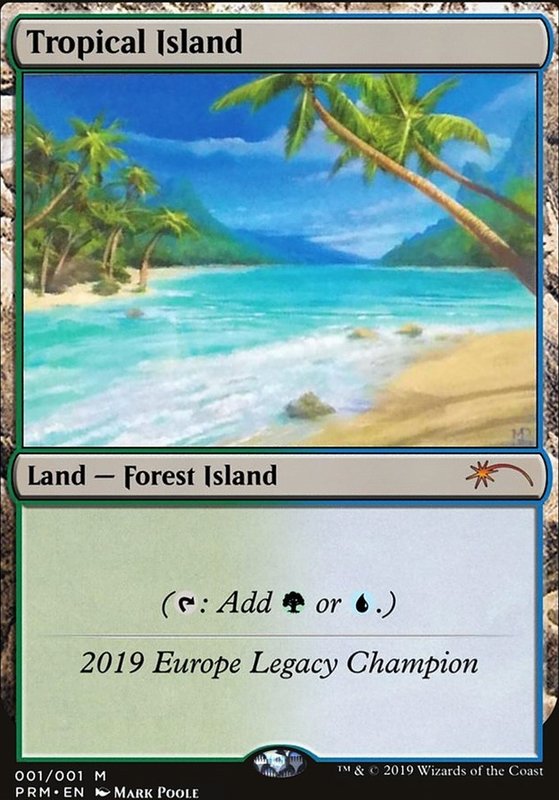 Tropical Island
Land — Forest Island
(: Add or .)
2019 Europe Legacy Champion
001/001 M
PRM • EN Mark Poole
™ & © 2019 Wizards of the Coast